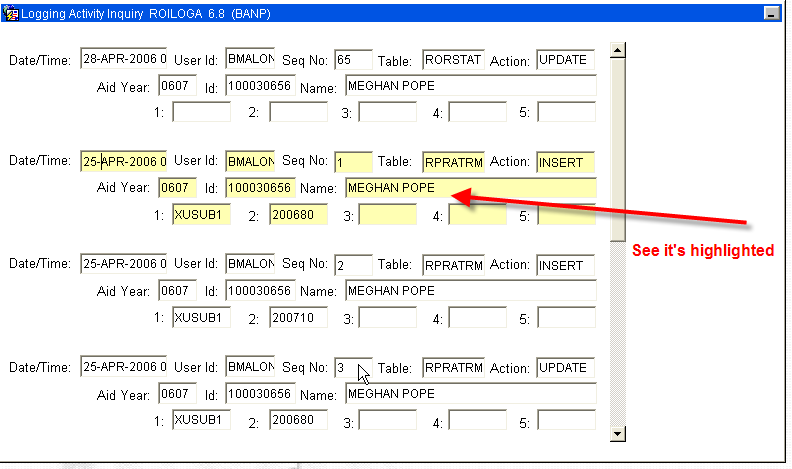 Logging Activity Inquiry ROILOGA 6.8 (BANP)
Date/Time: 28-APR-2006 0 User Id: BMALON Seq No: 65 Table: RORSTAT Action: UPDATE
Aid Year: 0607 Id: 100030656 Name: MEGHAN POPE
1: 2: 3: 4: 5:
Date/Time: 25-APR-2006 0 User Id: BMALON Seq No: 1 Table: RPRATRM Action: INSERT
Aid Year: 0607 Id: 100030656 Name: MEGHAN POPE
1: XUSUB1 2: 200680 3: 4: 5:
See it's highlighted
Date/Time: 25-APR-2006 0 User Id: BMALON Seq No: 2 Table: RPRATRM Action: INSERT
Aid Year: 0607 Id: 100030656 Name: MEGHAN POPE
1: XUSUB1 2: 200710 3: 4: 5:
Date/Time: 25-APR-2006 0 User Id: BMALON Seq No: 3 Table: RPRATRM Action: UPDATE
Aid Year: 0607 Id: 100030656 Name: MEGHAN POPE
1: XUSUB1 2: 200680 3: 4: 5: